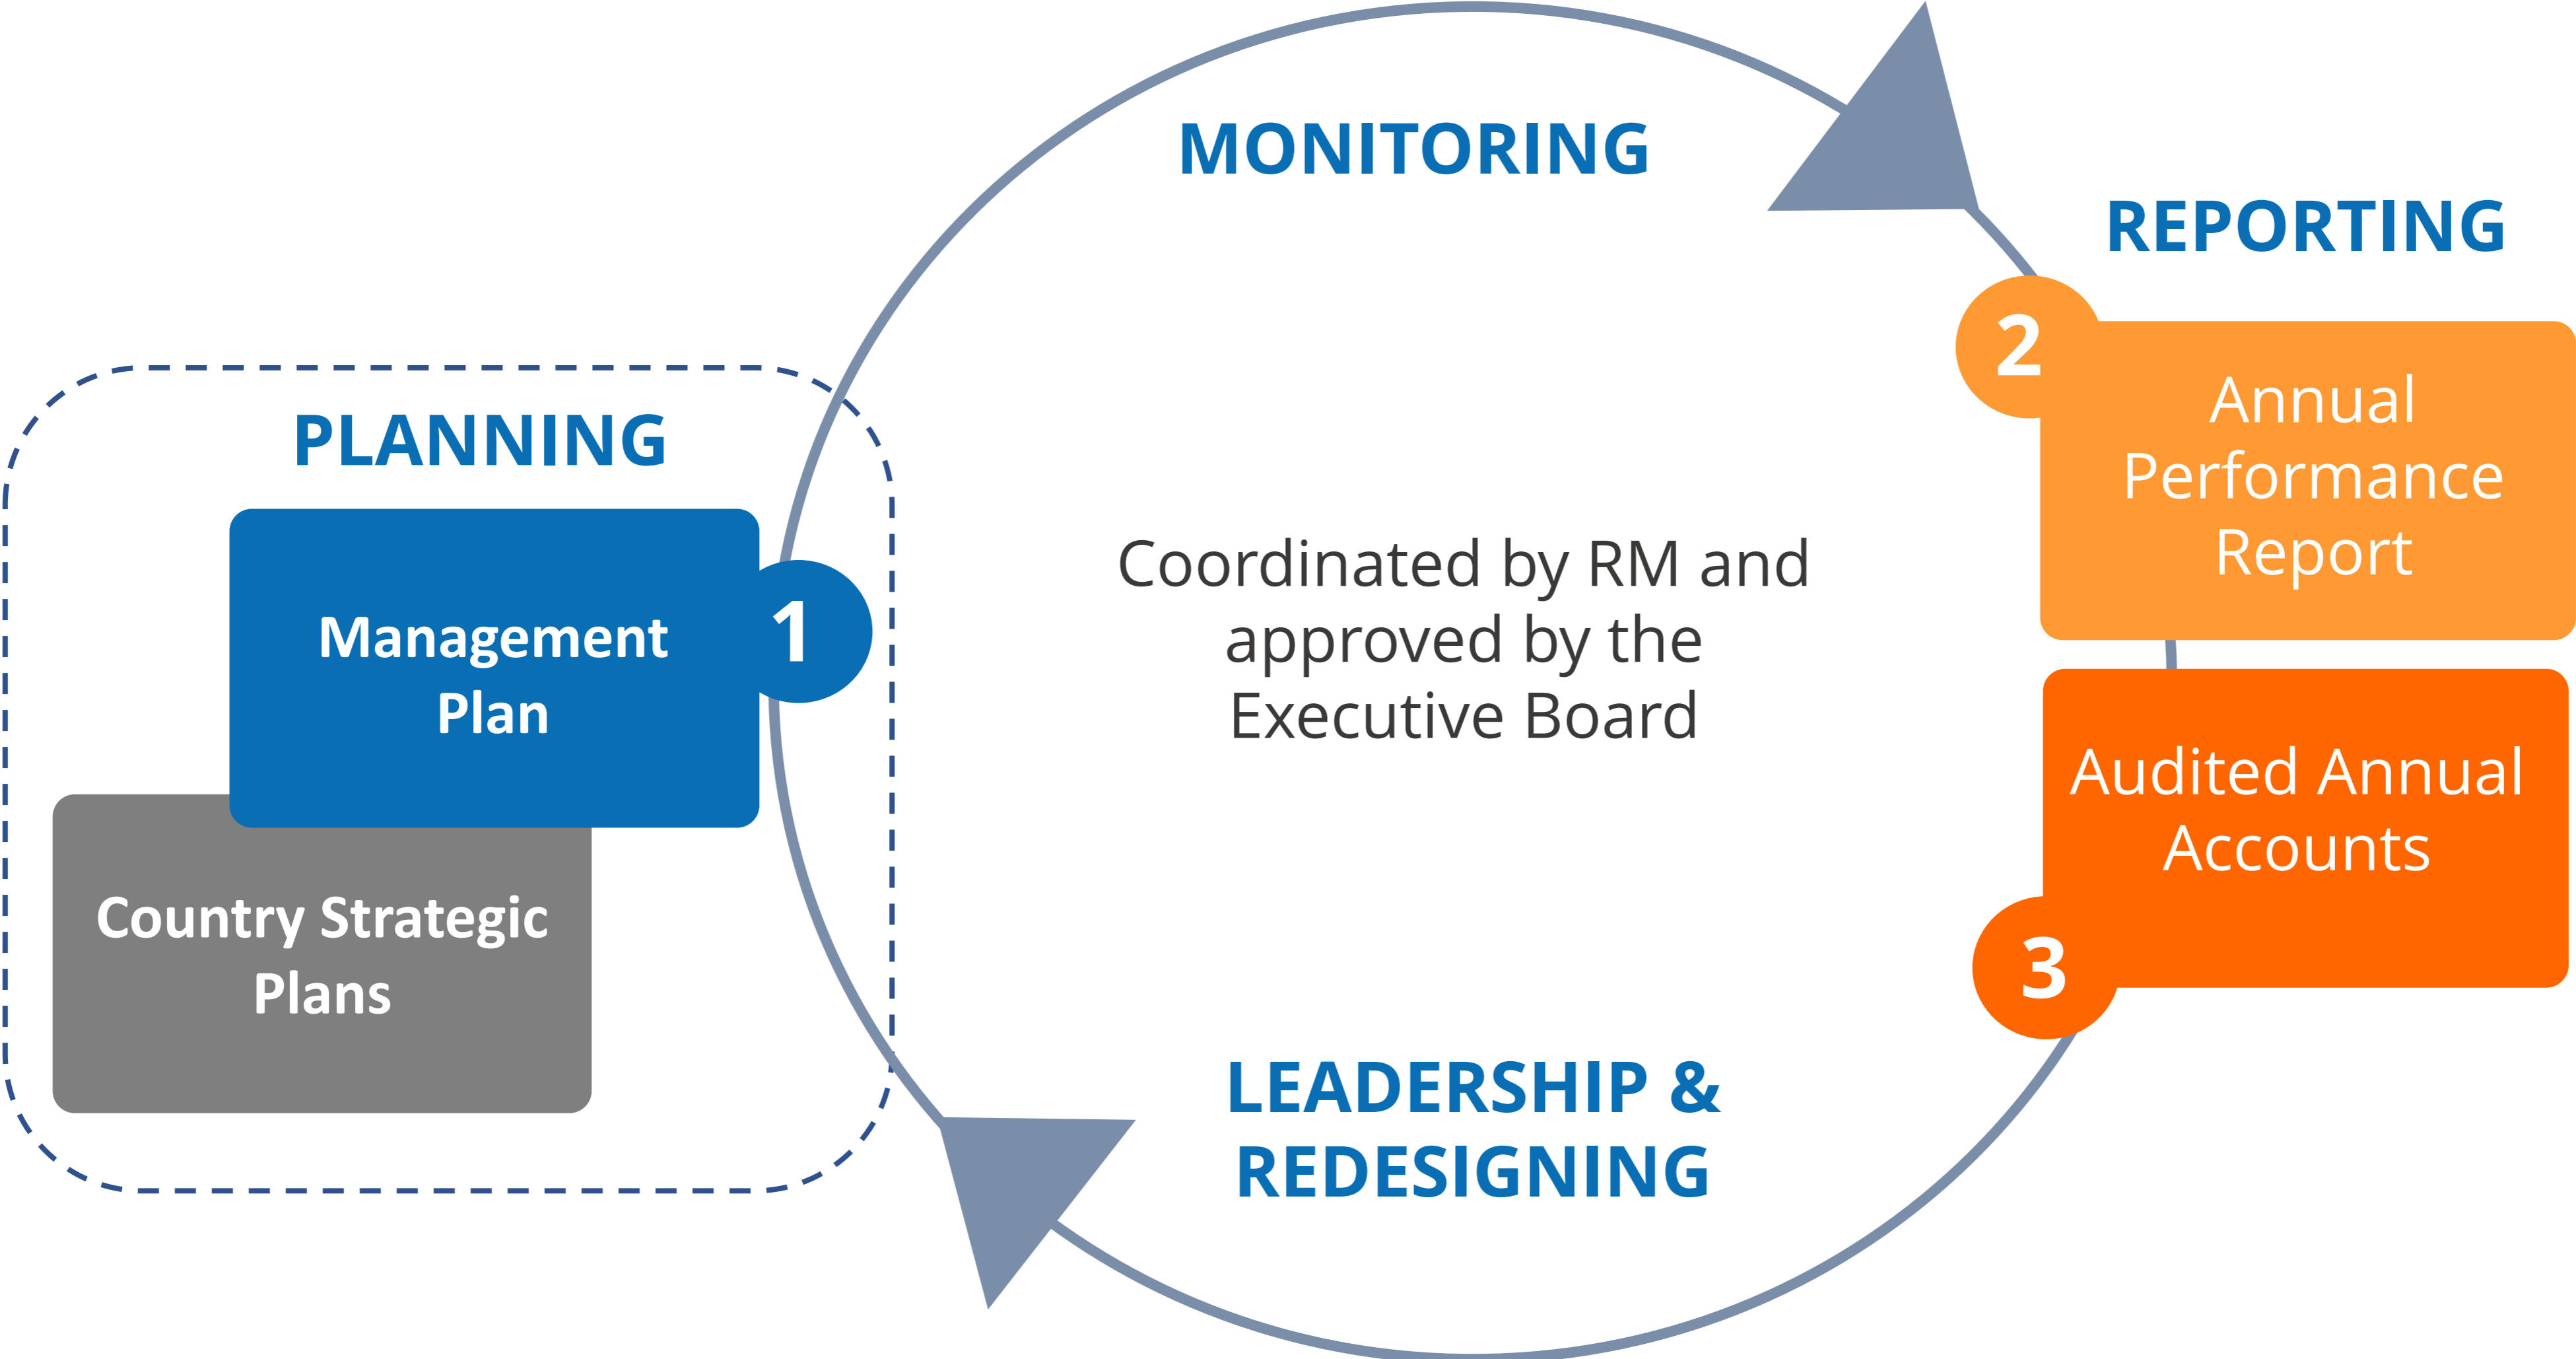 MONITORING
REPORTING
2
Annual
Performance
Report
PLANNING
Management
Plan
1
Coordinated by RM and
approved by the
Executive Board
Audited Annual
Accounts
3
Country Strategic
Plans
LEADERSHIP &
REDESIGNING